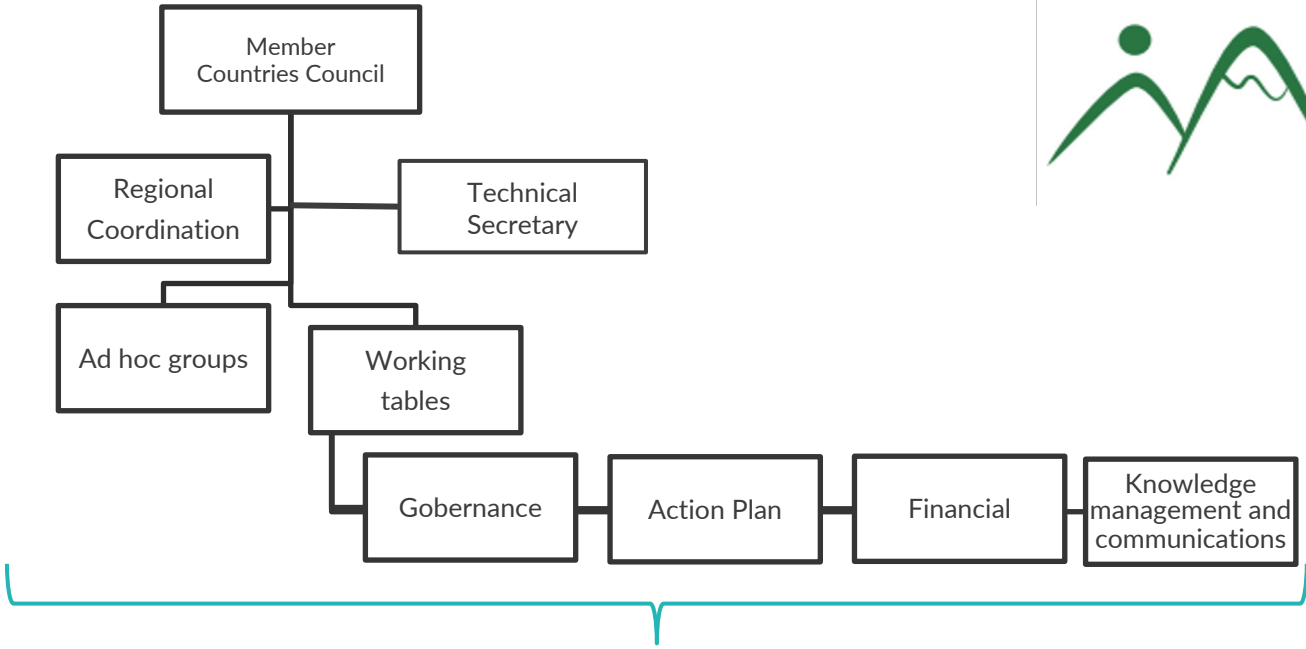 Member
Countries Council
Regional
Coordination
Technical
Secretary
Ad hoc groups
Working
tables
Gobernance
Action Plan
Financial
Knowledge
management and
communications